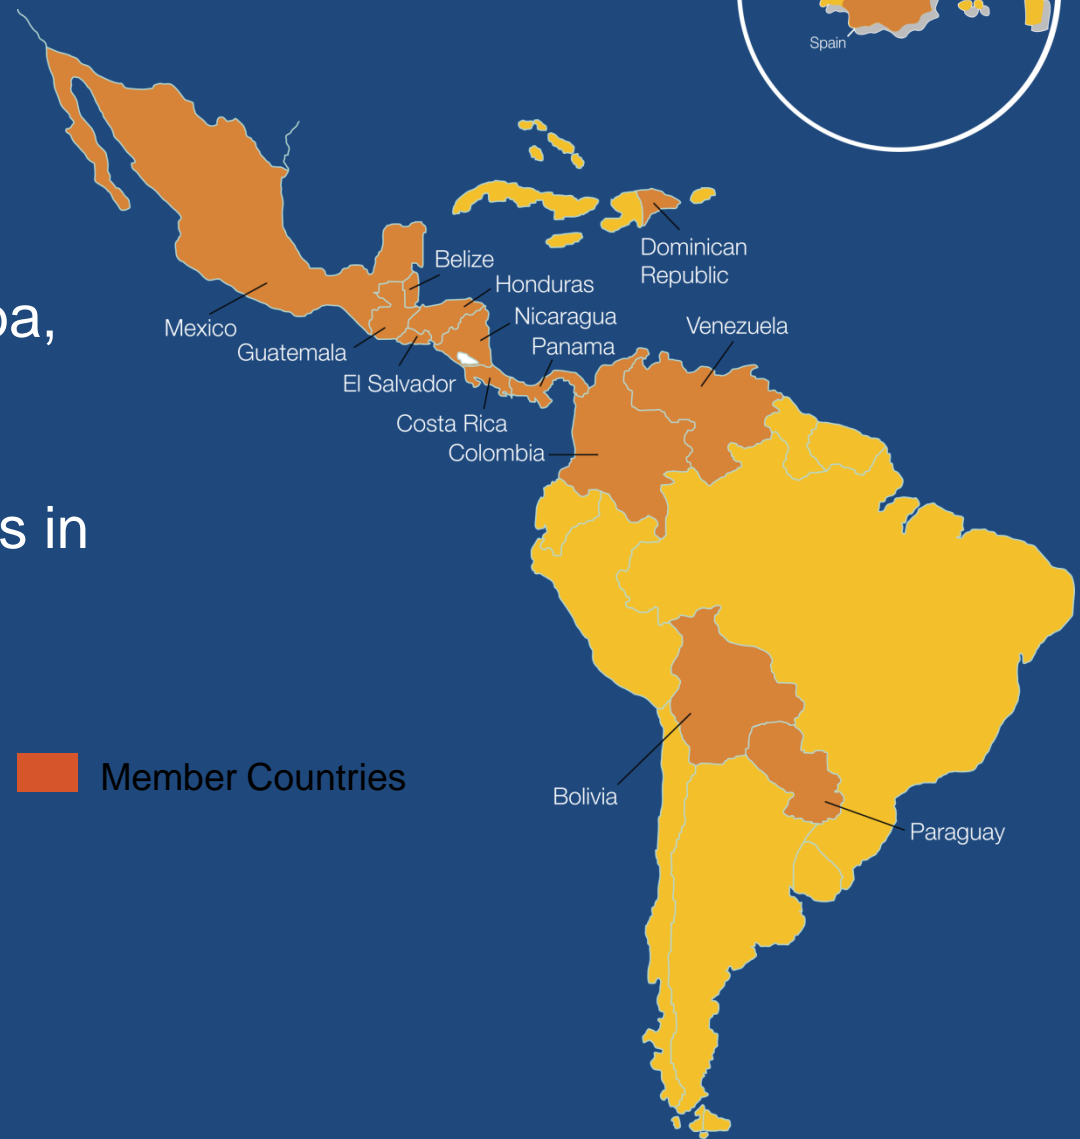 Spain
Dominican
Republic
Belize
Honduras
Nicaragua
Panama
Venezuela
Mexico
Guatemala
El Salvador
Costa Rica
Colombia
s in
Member Countries
Bolivia
Paraguay